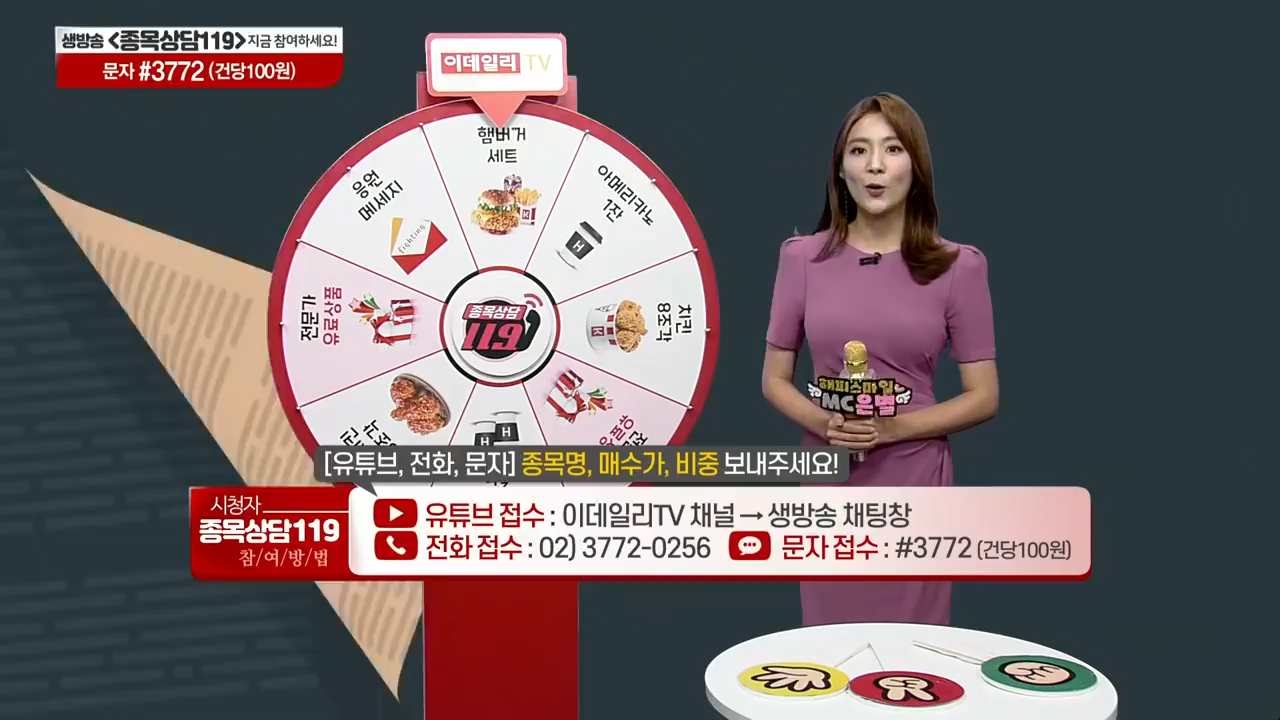 생방송 <종목상담119> 지금 참여하세요!
문자 #3772 (건당100원)
이데일리 TV
햄버거
세트
아메리카노
1잔
치킨
8조각
응원
메세지
fighting
전문가
유료상품
종목상담
119
H
K
H
H
해피스마일
MC은별
[유튜브, 전화, 문자] 종목명, 매수가, 비중 보내주세요!
시청자
종목상담119
참/여/방/법
유튜브 접수 : 이데일리TV 채널 → 생방송 채팅창
전화 접수 : 02) 3772-0256
문자 접수 : #3772 (건당100원)